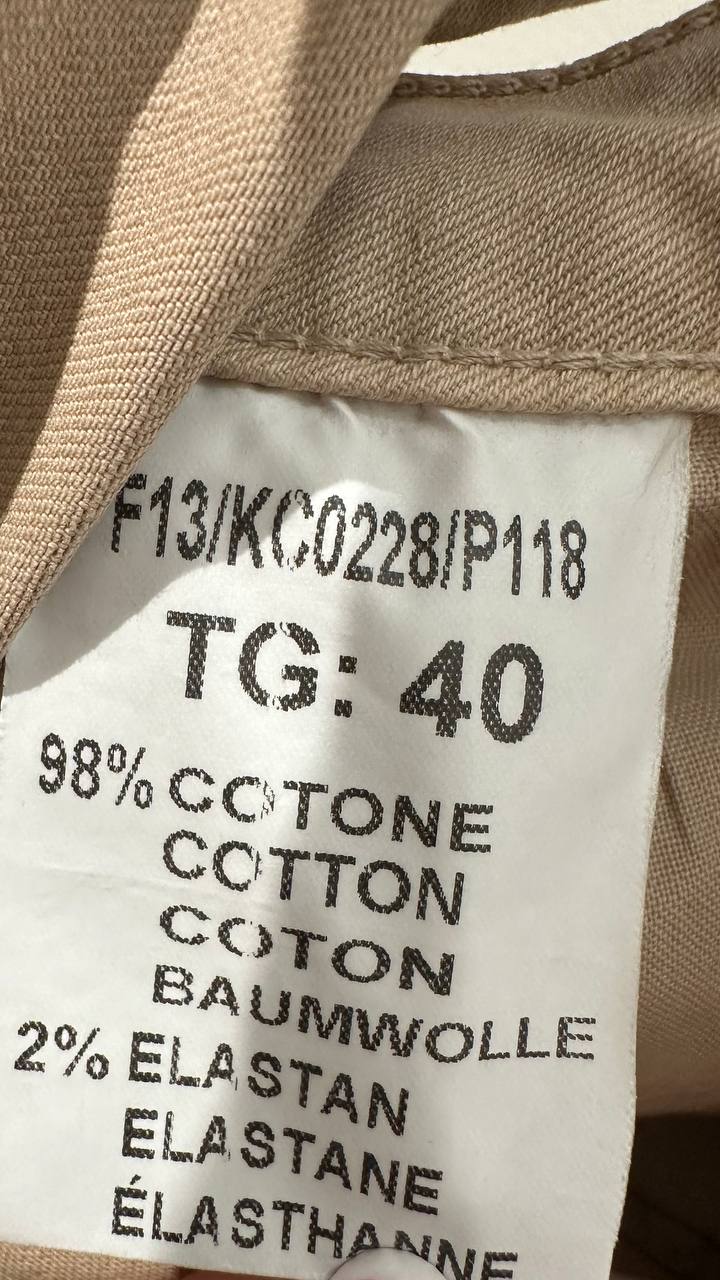 F13/KC0228/P118
TG: 40
98% COTONE
COTTON
COTON
BAUMWOLLE
2% ELASTAN
ELASTANE
ÉLASTHANNE